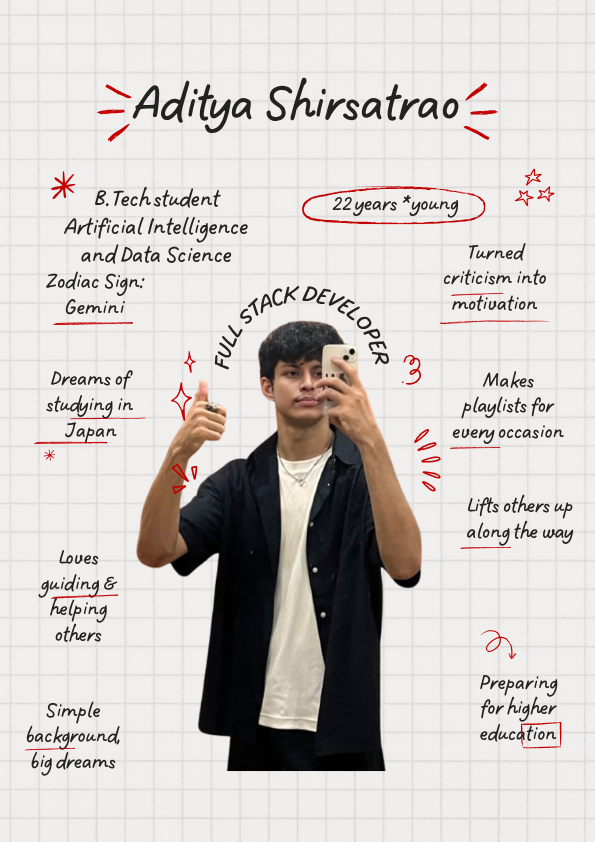 Aditya Shirsatrao
B.Tech student
Artificial Intelligence
and Data Science
Zodiac Sign:
Gemini
22 years *young
Turned
criticism into
motivation
FULL STACK DEVELOPER
Dreams of
studying in
Japan
Makes
playlists for
every occasion
Lifts others up
along the way
Loves
guiding &
helping
others
Preparing
for higher
education
Simple
background,
big dreams